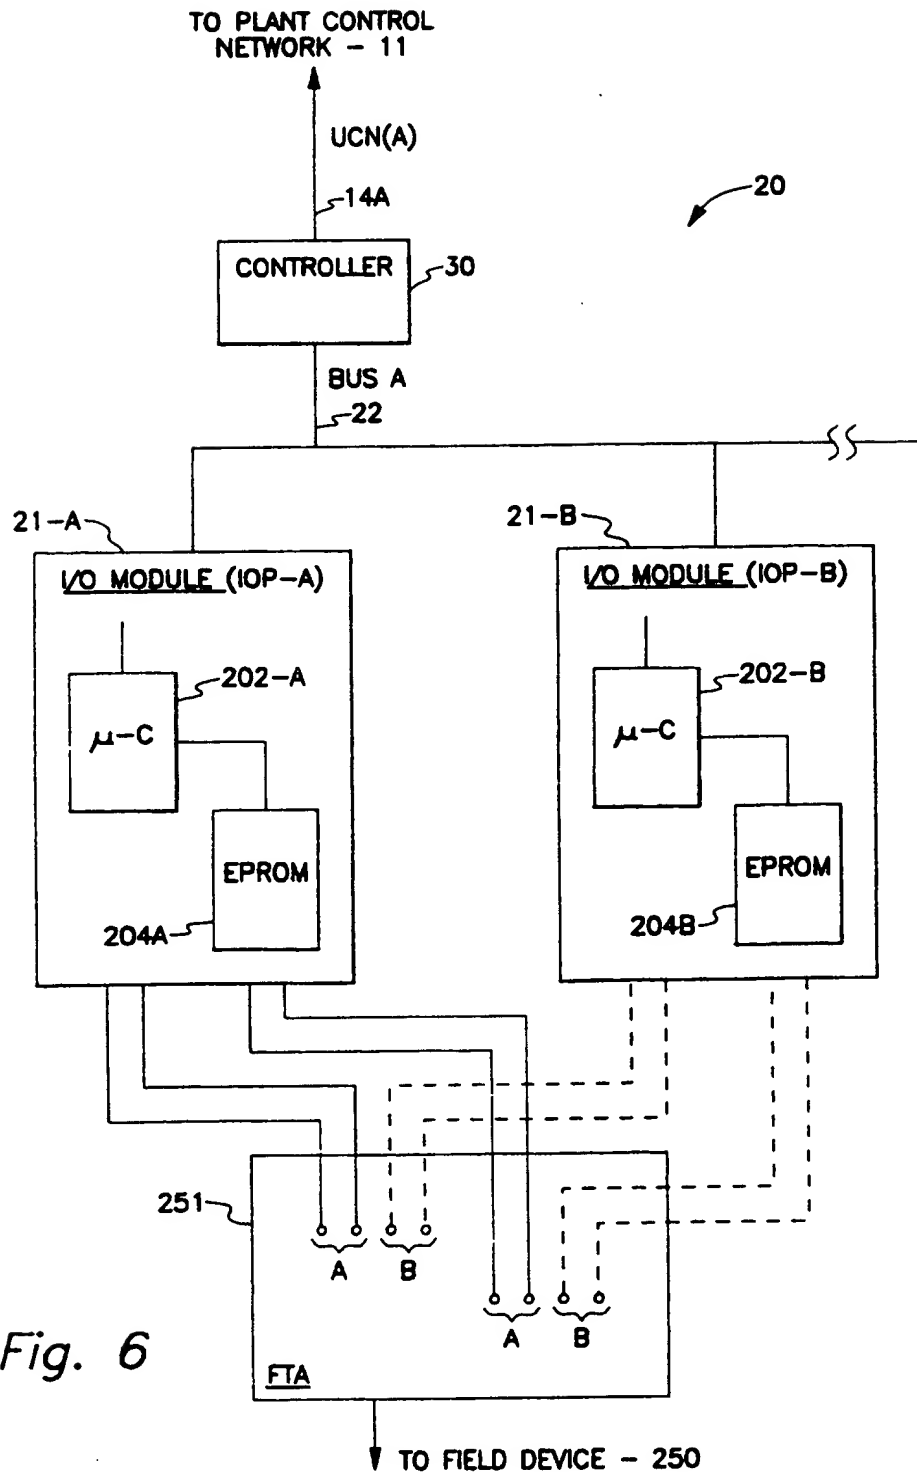 TO PLANT CONTROL
NETWORK - 11
UCN(A)
14A
20
CONTROLLER
30
BUS A
22
21-A
21-B
I/O MODULE (IOP-A)
I/O MODULE (IOP-B)
202-A
202-B
μ-C
μ-C
EPROM
EPROM
204A
204B
251
A
B
A
B
Fig. 6
FTA
TO FIELD DEVICE - 250